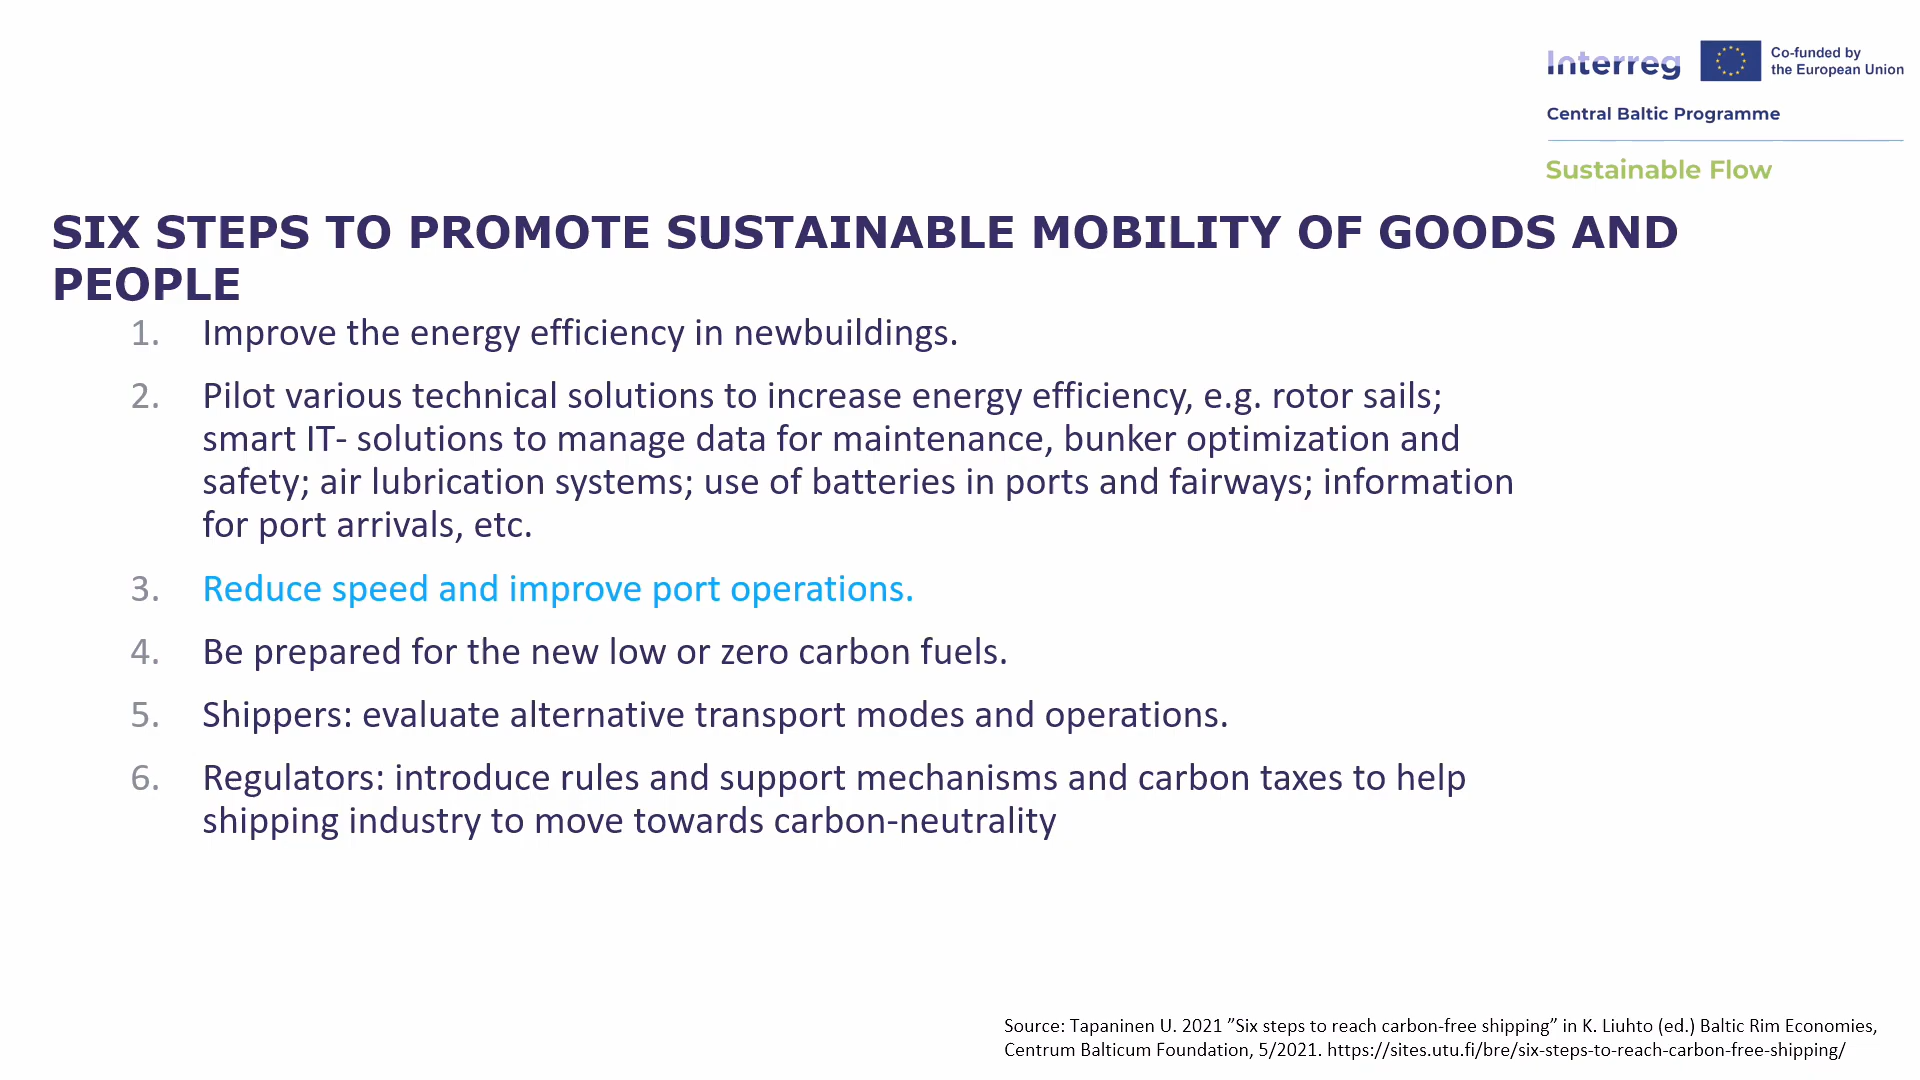 Interreg
Co-funded by
the European Union
Central Baltic Programme
Sustainable Flow
SIX STEPS TO PROMOTE SUSTAINABLE MOBILITY OF GOODS AND
PEOPLE
1. Improve the energy efficiency in newbuildings.
2. Pilot various technical solutions to increase energy efficiency, e.g. rotor sails;
smart IT- solutions to manage data for maintenance, bunker optimization and
safety; air lubrication systems; use of batteries in ports and fairways; information
for port arrivals, etc.
3. Reduce speed and improve port operations.
4. Be prepared for the new low or zero carbon fuels.
5. Shippers: evaluate alternative transport modes and operations.
6. Regulators: introduce rules and support mechanisms and carbon taxes to help
shipping industry to move towards carbon-neutrality
Source: Tapaninen U. 2021 ”Six steps to reach carbon-free shipping” in K. Liuhto (ed.) Baltic Rim Economies,
Centrum Balticum Foundation, 5/2021. https://sites.utu.fi/bre/six-steps-to-reach-carbon-free-shipping/